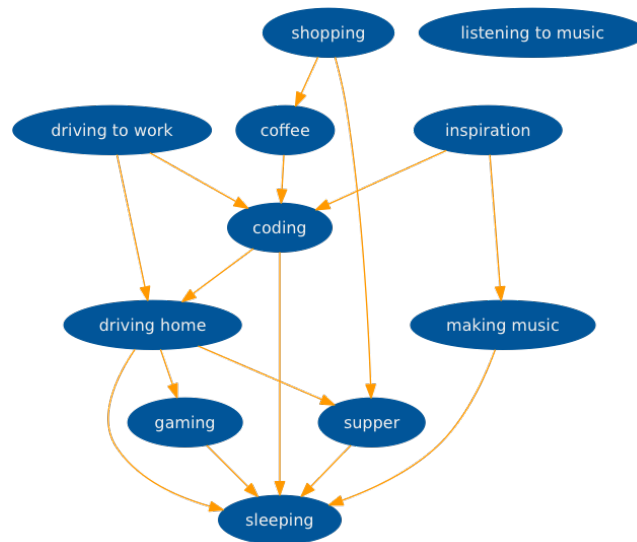 shopping
listening to music
driving to work
coffee
inspiration
coding
driving home
making music
gaming
supper
sleeping